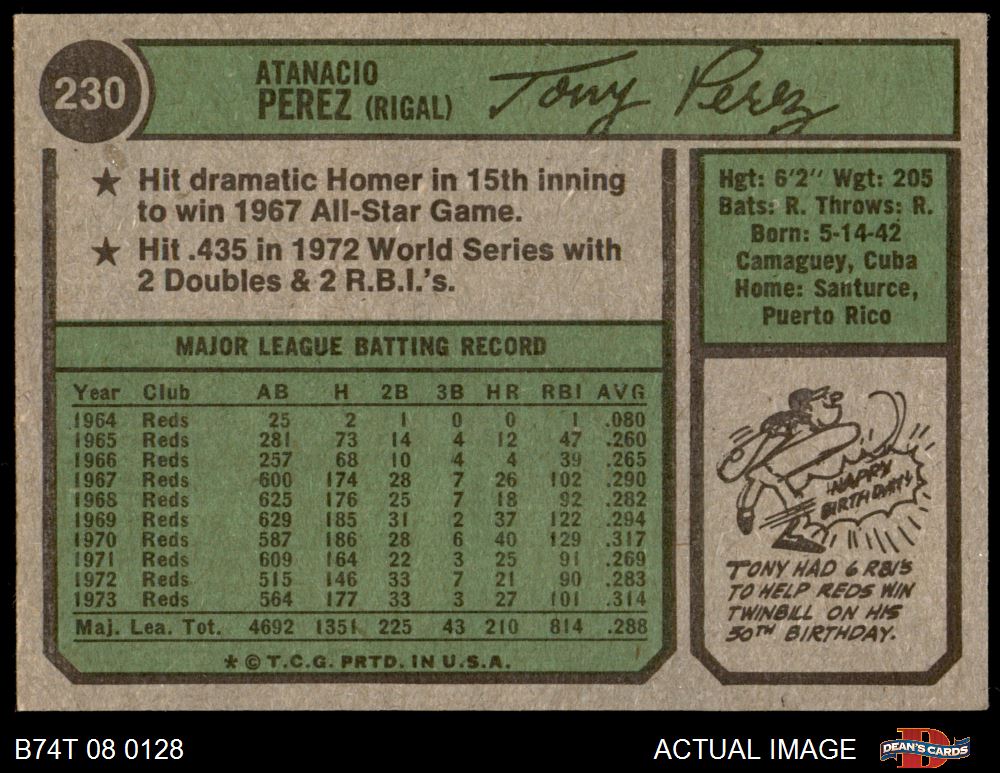 230
ATANACIO
PEREZ (RIGAL)
Tony Perez
★ Hit dramatic Homer in 15th inning
to win 1967 All-Star Game.
★ Hit .435 in 1972 World Series with
2 Doubles & 2 R.B.I.'s.
Hgt: 6'2" Wgt: 205
Bats: R. Throws: R.
Born: 5-14-42
Camaguey, Cuba
Home: Santurce,
Puerto Rico
MAJOR LEAGUE BATTING RECORD
Year Club AB H 2B 3B HR RBI AVG
1964 Reds 25 2 1 0 0 1 .080
1965 Reds 281 73 14 4 12 47 .260
1966 Reds 257 68 10 4 4 39 .265
1967 Reds 600 174 28 7 26 102 .290
1968 Reds 625 176 25 7 18 92 .282
1969 Reds 629 185 31 2 37 122 .294
1970 Reds 587 186 28 6 40 129 .317
1971 Reds 609 164 22 3 25 91 .269
1972 Reds 515 146 33 7 21 90 .283
1973 Reds 564 177 33 3 27 101 .314
Maj. Lea. Tot. 4692 1351 225 43 210 814 .288
* © T.C.G. PRTD. IN U.S.A.
HAPPY
BIRTHDAY!
TONY HAD 6 RBI'S
TO HELP REDS WIN
TWINBILL ON HIS
30TH BIRTHDAY.
B74T 08 0128
ACTUAL IMAGE
DEAN'S CARDS